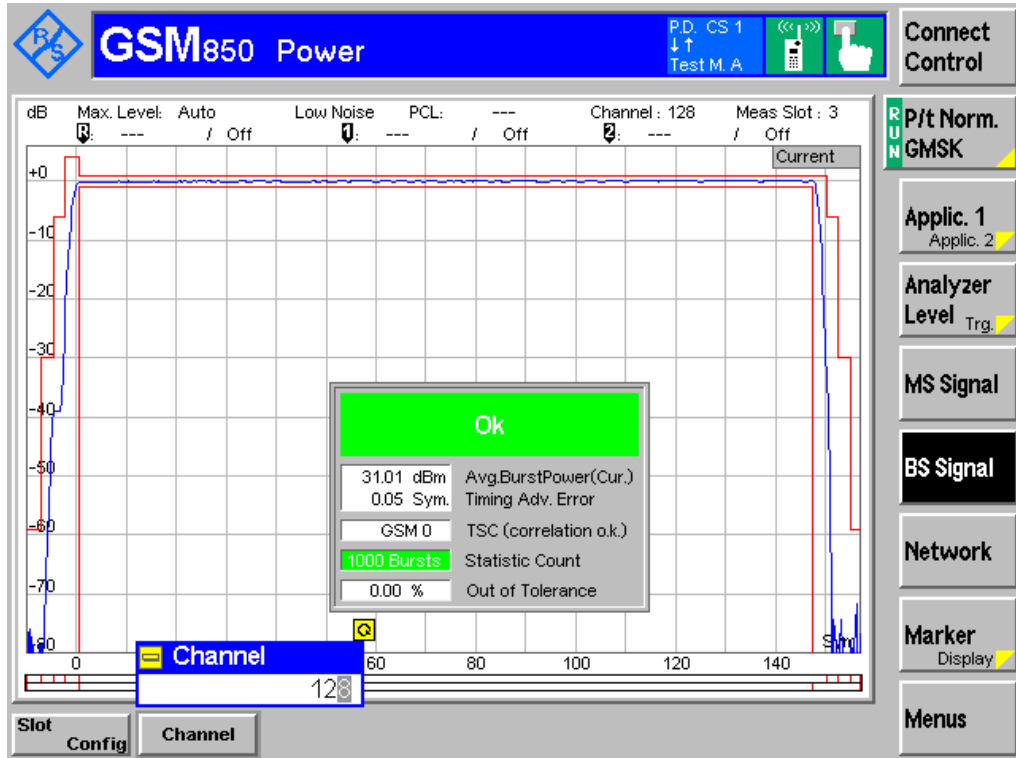 R&S
GSM850 Power
P.D. CS 1
↓↑
Test M. A
Connect Control
dB Max. Level: Auto Low Noise PCL: --- Channel : 128 Meas Slot : 3
R: --- / Off 1: --- / Off 2: --- / Off
Current
RUN
P/t Norm.
GMSK
+0
-10
-20
-30
-40
-50
-60
-70
-80
Applic. 1
Applic. 2
Analyzer
Level Trg.
MS Signal
BS Signal
Network
Marker
Display
Menus
Ok
31.01 dBm Avg.BurstPower(Cur.)
0.05 Sym. Timing Adv. Error
GSM 0 TSC (correlation o.k.)
1000 Bursts Statistic Count
0.00 % Out of Tolerance
Sym
0 60 80 100 120 140
Channel
128
Slot
Config
Channel